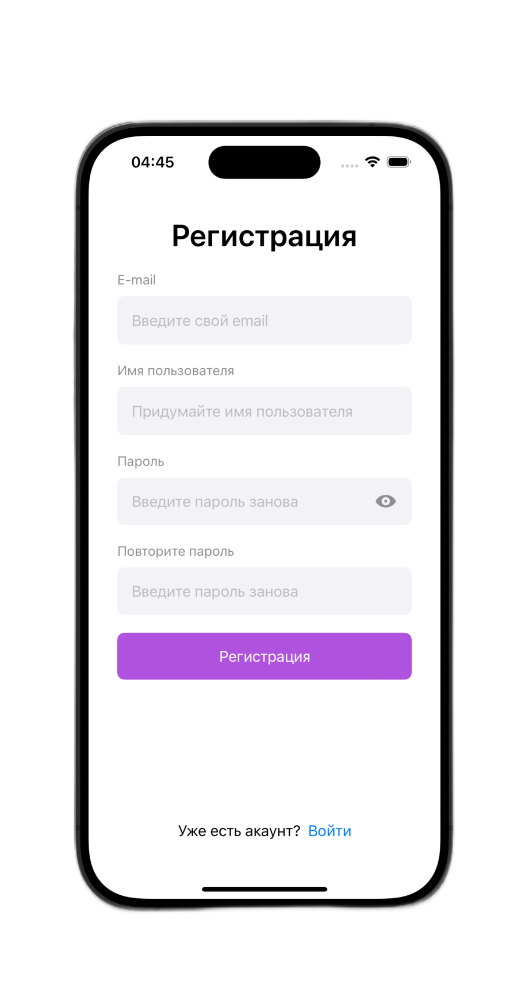 04:45
Регистрация
E-mail
Введите свой email
Имя пользователя
Придумайте имя пользователя
Пароль
Введите пароль занова
Повторите пароль
Введите пароль занова
Регистрация
Уже есть акаунт? Войти